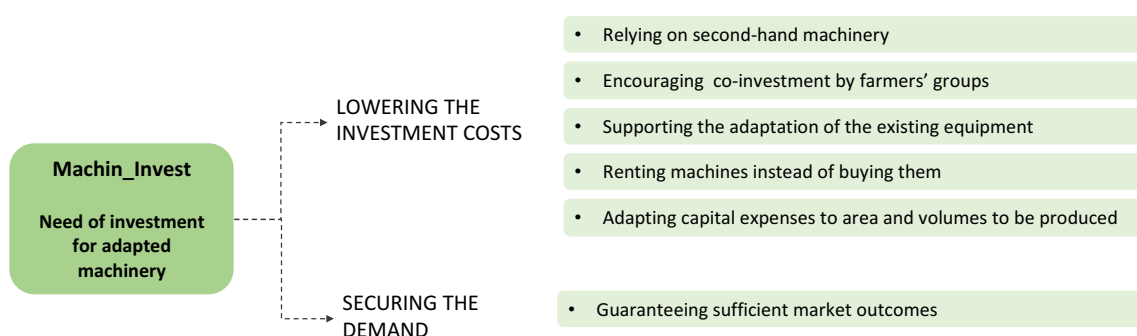 Machin_Invest
Need of investment
for adapted
machinery
LOWERING THE
INVESTMENT COSTS
• Relying on second-hand machinery
• Encouraging co-investment by farmers' groups
• Supporting the adaptation of the existing equipment
• Renting machines instead of buying them
• Adapting capital expenses to area and volumes to be produced
SECURING THE
DEMAND
• Guaranteeing sufficient market outcomes